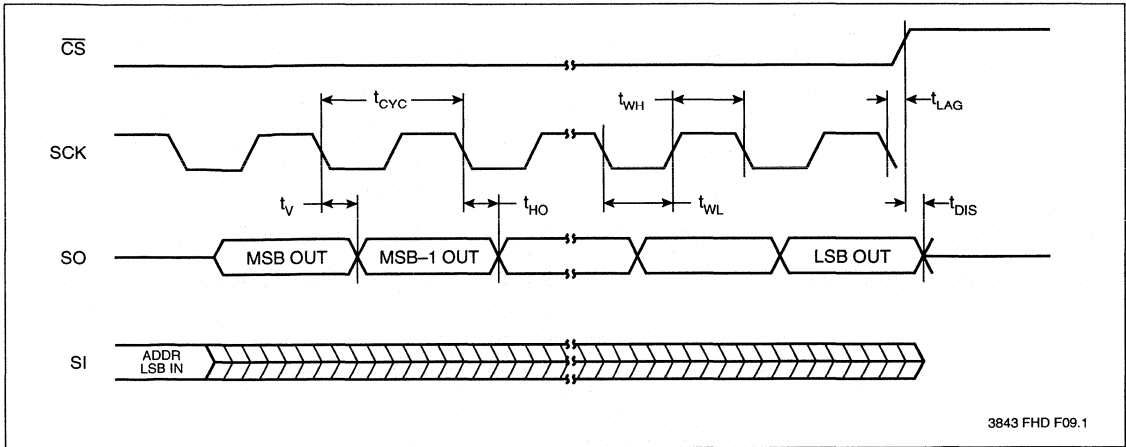 CS
tCYC
tWH
tLAG
SCK
tV
tHO
tWL
tDIS
SO
MSB OUT
MSB–1 OUT
LSB OUT
SI
ADDR
LSB IN
3843 FHD F09.1